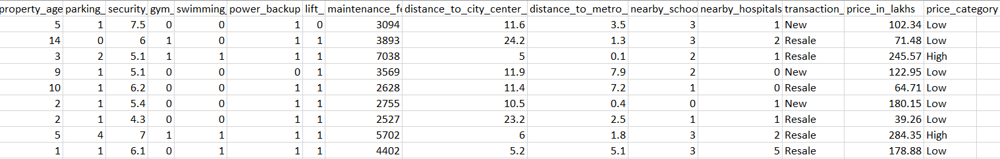 property_age parking_ security_ gym_ swimming_ power_backup lift_ maintenance_fe distance_to_city_center_ distance_to_metro_ nearby_schoo nearby_hospitals transaction_ price_in_lakhs price_category
5 1 7.5 0 0 1 0 3094 11.6 3.5 3 1 New 102.34 Low
14 0 6 1 0 1 1 3893 24.2 1.3 3 2 Resale 71.48 Low
3 2 5.1 1 1 1 1 7038 5 0.1 2 1 Resale 245.57 High
9 1 5.1 0 0 0 1 3569 11.9 7.9 2 0 New 122.95 Low
10 1 6.2 0 0 1 1 2628 11.4 7.2 1 0 Resale 64.71 Low
2 1 5.4 0 0 1 1 2755 10.5 0.4 0 1 New 180.15 Low
2 1 4.3 0 0 1 1 2527 23.2 2.5 1 1 Resale 39.26 Low
5 4 7 1 1 1 1 5702 6 1.8 3 2 Resale 284.35 High
1 1 6.1 0 1 1 1 4402 5.2 5.1 3 5 Resale 178.88 Low